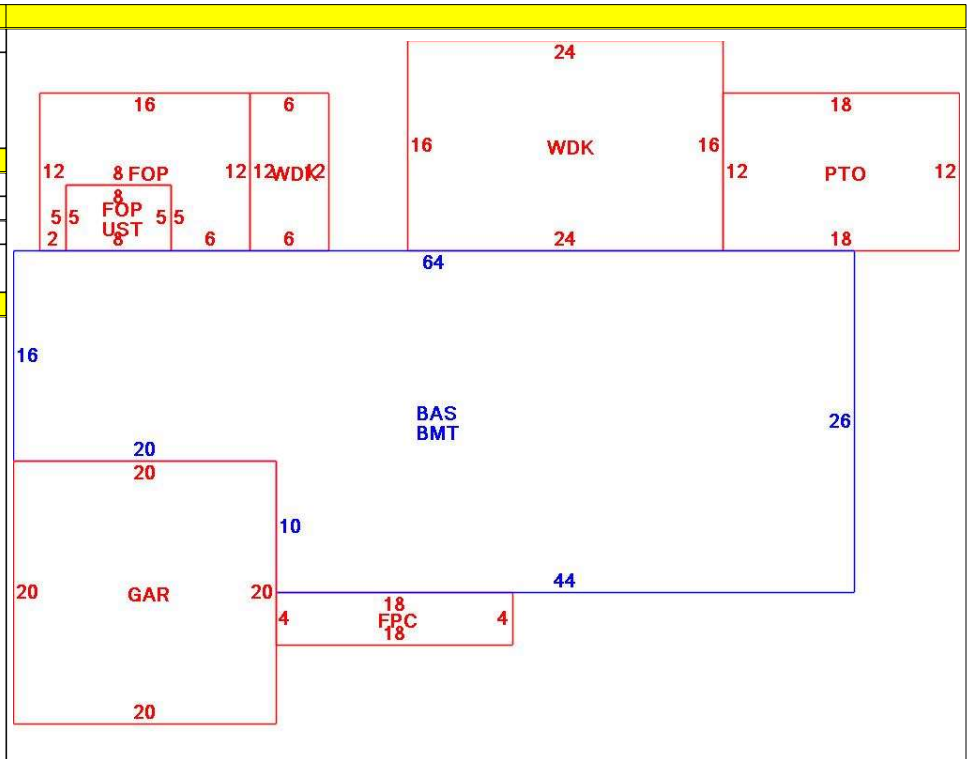 24
16 6 18
16 WDK 16
12 8 FOP 12 12 WDK 12 12 PTO 12
8
FOP
5 5 5 5
UST
2 8 6 6 24 18
64
16
BAS
26
BMT
20
20
10
44
20 GAR 20
18
4 FPC 4
18
20